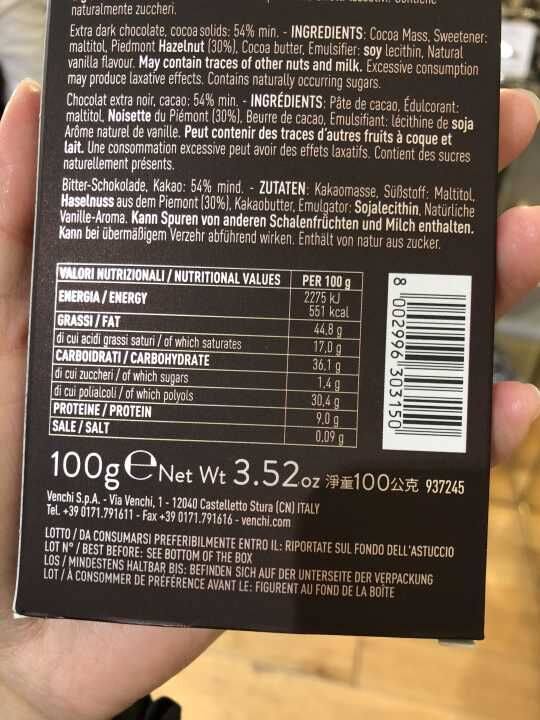 naturalmente zuccheri.
Extra dark chocolate, cocoa solids: 54% min. - INGREDIENTS: Cocoa Mass, Sweetener:
maltitol, Piedmont Hazelnut (30%), Cocoa butter, Emulsifier: soy lecithin, Natural
vanilla flavour. May contain traces of other nuts and milk. Excessive consumption
may produce laxative effects. Contains naturally occurring sugars.
Chocolat extra noir, cacao: 54% min. - INGRÉDIENTS: Pâte de cacao, Édulcorant:
maltitol, Noisette du Piémont (30%), Beurre de cacao, Emulsifiant: lécithine de soja
Arôme naturel de vanille. Peut contenir des traces d'autres fruits à coque et
lait. Une consommation excessive peut avoir des effets laxatifs. Contient des sucres
naturellement présents.
Bitter-Schokolade, Kakao: 54% mind. - ZUTATEN: Kakaomasse, Süßstoff: Maltitol,
Haselnuss aus dem Piemont (30%), Kakaobutter, Emulgator: Sojalecithin, Natürliche
Vanille-Aroma. Kann Spuren von anderen Schalenfrüchten und Milch enthalten.
Kann bei übermäßigem Verzehr abführend wirken. Enthält von natur aus zucker.
VALORI NUTRIZIONALI / NUTRITIONAL VALUES PER 100 g
ENERGIA / ENERGY 2275 kJ
551 kcal
GRASSI / FAT 44,8 g
di cui acidi grassi saturi / of which saturates 17,0 g
CARBOIDRATI / CARBOHYDRATE 36,1 g
di cui zuccheri / of which sugars 1,4 g
di cui polialcoli / of which polyols 30,4 g
PROTEINE / PROTEIN 9,0 g
SALE / SALT 0,09 g
8 002996 303150
100g e Net Wt 3.52oz 淨重100公克 937245
Venchi S.p.A. - Via Venchi, 1 - 12040 Castelletto Stura (CN) ITALY
Tel. +39 0171.791611 - Fax +39 0171.791616 - venchi.com
LOTTO / DA CONSUMARSI PREFERIBILMENTE ENTRO IL: RIPORTATE SUL FONDO DELL'ASTUCCIO
LOT N° / BEST BEFORE: SEE BOTTOM OF THE BOX
LOS / MINDESTENS HALTBAR BIS: BEFINDEN SICH AUF DER UNTERSEITE DER VERPACKUNG
LOT / À CONSOMMER DE PRÉFÉRENCE AVANT LE: FIGURENT AU FOND DE LA BOÎTE